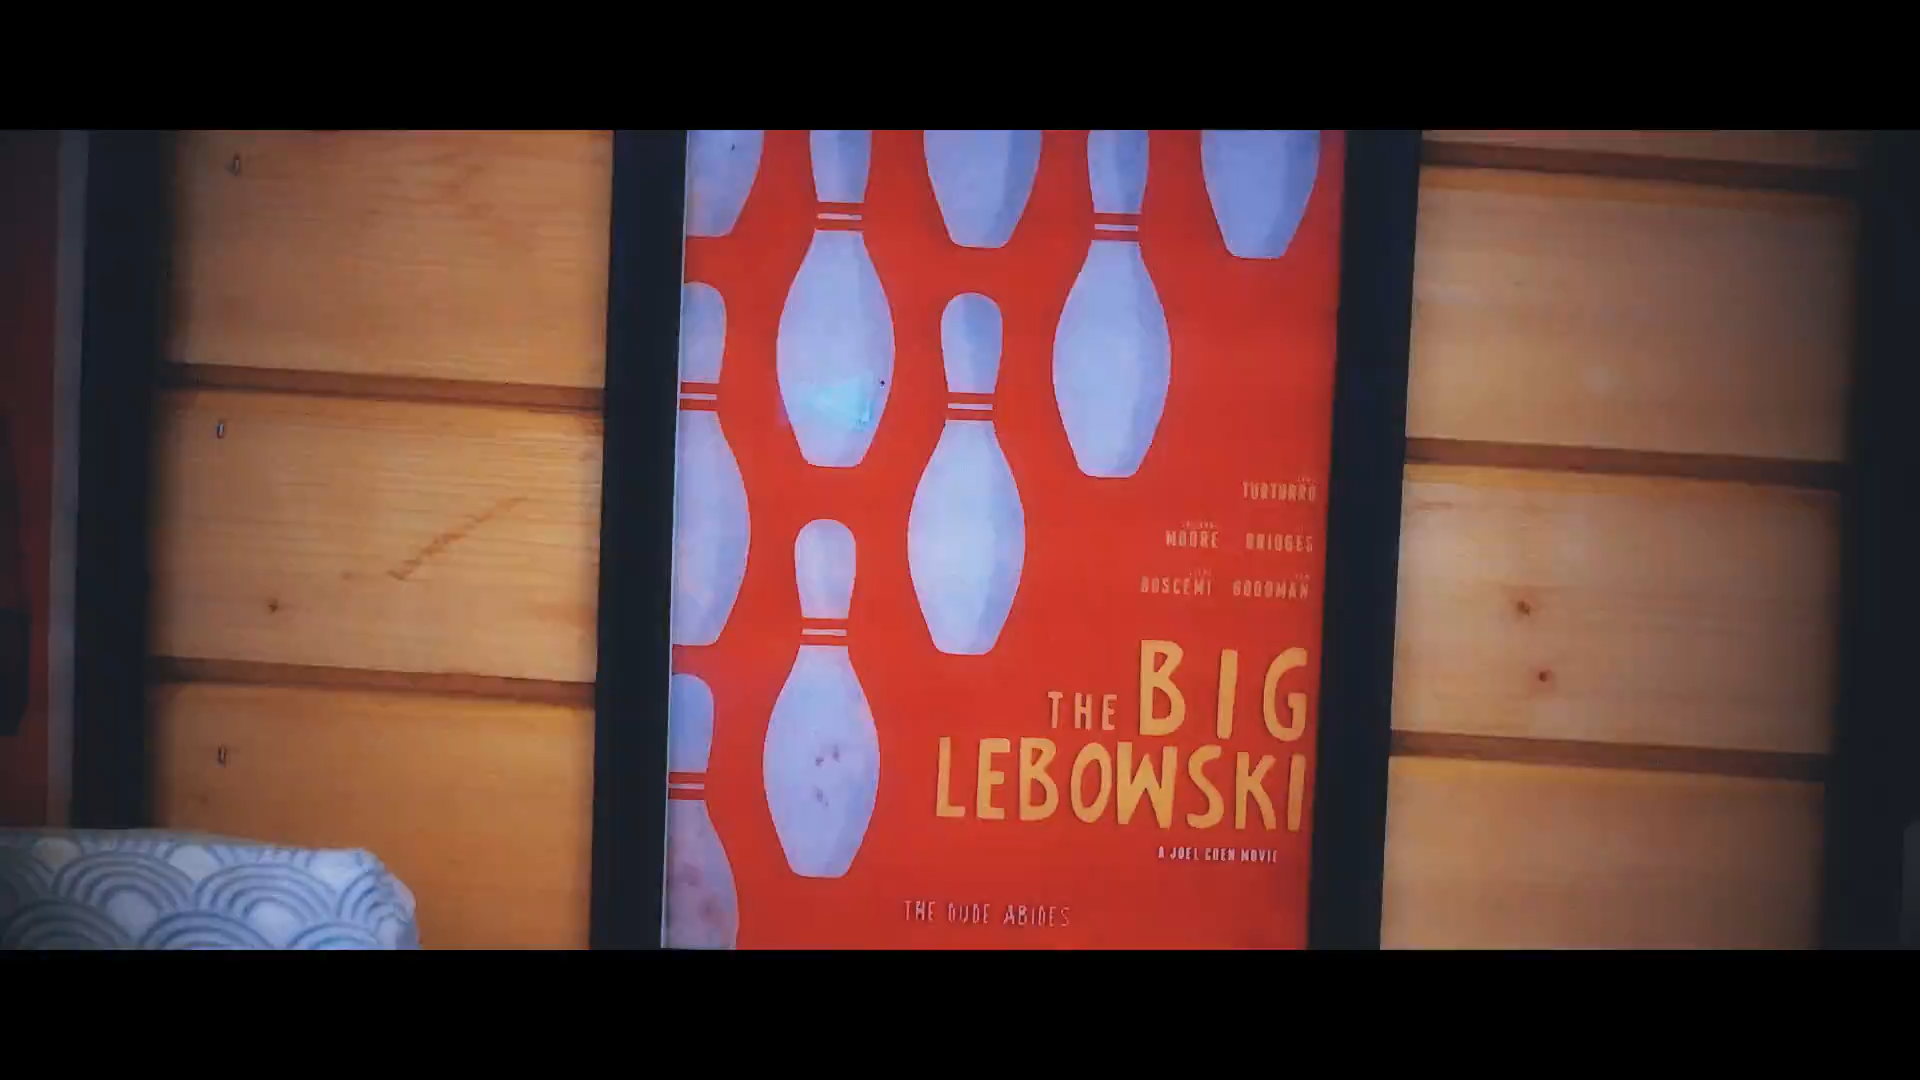 TURTURRO
MOORE BRIDGES
BUSCEMI GOODMAN
THE BIG
LEBOWSKI
A JOEL COEN MOVIE
THE DUDE ABIDES